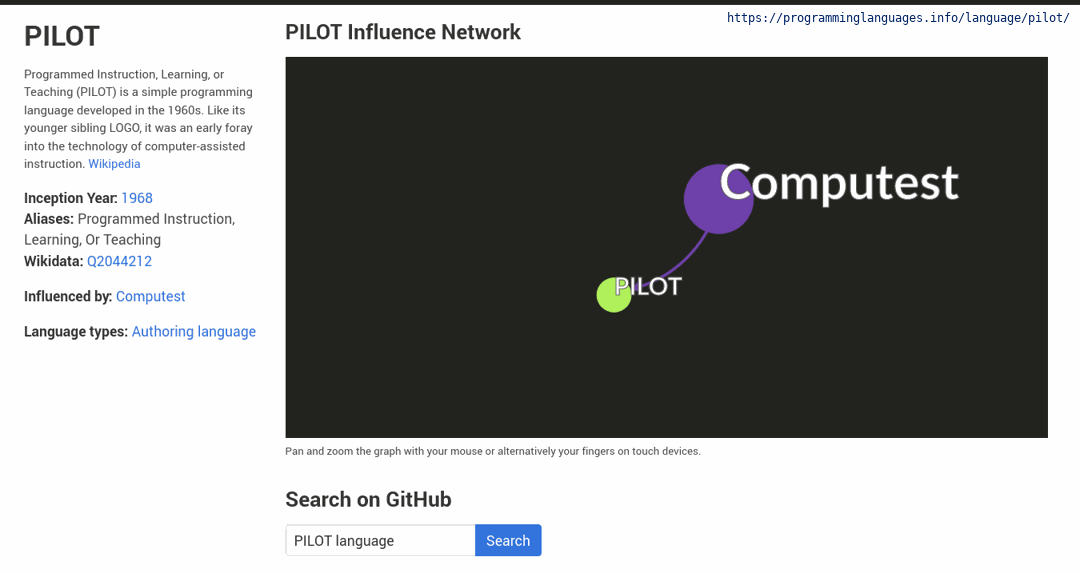 https://programminglanguages.info/language/pilot/
PILOT
Programmed Instruction, Learning, or
Teaching (PILOT) is a simple programming
language developed in the 1960s. Like its
younger sibling LOGO, it was an early foray
into the technology of computer-assisted
instruction. Wikipedia
Inception Year: 1968
Aliases: Programmed Instruction,
Learning, Or Teaching
Wikidata: Q2044212
Influenced by: Computest
Language types: Authoring language
PILOT Influence Network
Computest
PILOT
Pan and zoom the graph with your mouse or alternatively your fingers on touch devices.
Search on GitHub
PILOT language
Search